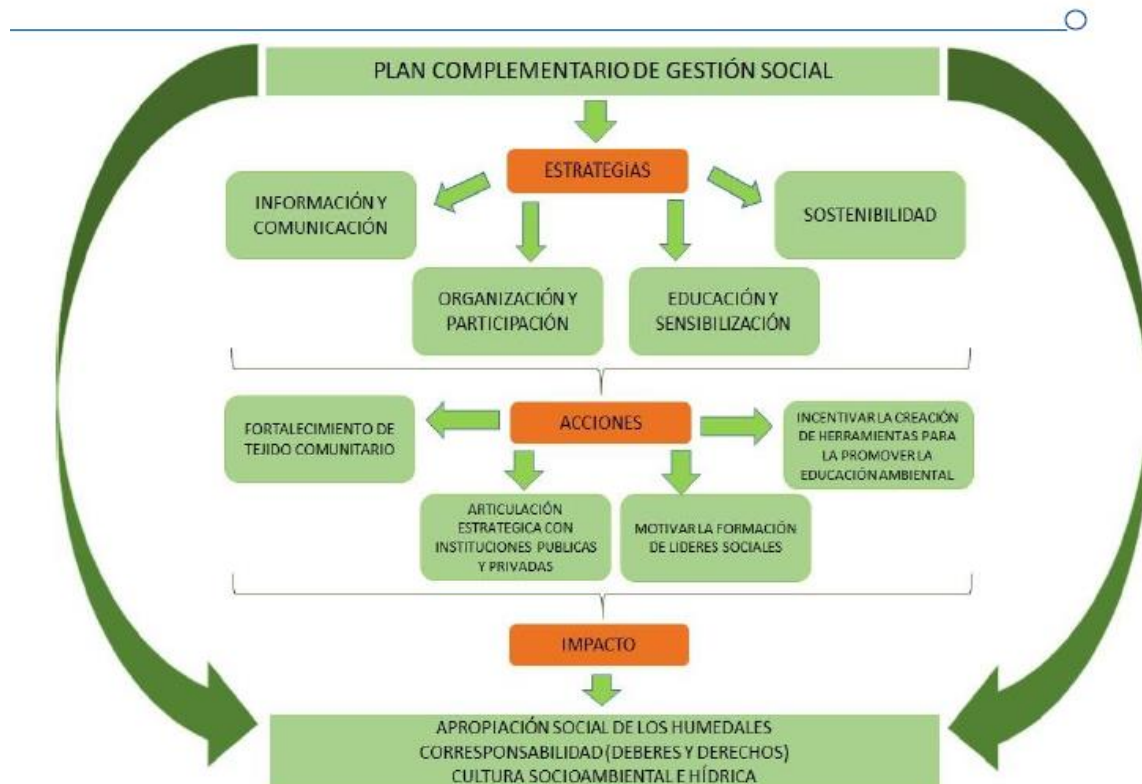 PLAN COMPLEMENTARIO DE GESTIÓN SOCIAL
ESTRATEGIAS
INFORMACIÓN Y
COMUNICACIÓN
SOSTENIBILIDAD
ORGANIZACIÓN Y
PARTICIPACIÓN
EDUCACIÓN Y
SENSIBILIZACIÓN
ACCIONES
FORTALECIMIENTO DE
TEJIDO COMUNITARIO
INCENTIVAR LA CREACIÓN
DE HERRAMIENTAS PARA
LA PROMOVER LA
EDUCACIÓN AMBIENTAL
ARTICULACIÓN
ESTRATEGICA CON
INSTITUCIONES PUBLICAS
Y PRIVADAS
MOTIVAR LA FORMACIÓN
DE LIDERES SOCIALES
IMPACTO
APROPIACIÓN SOCIAL DE LOS HUMEDALES
CORRESPONSABILIDAD (DEBERES Y DERECHOS)
CULTURA SOCIOAMBIENTAL E HÍDRICA